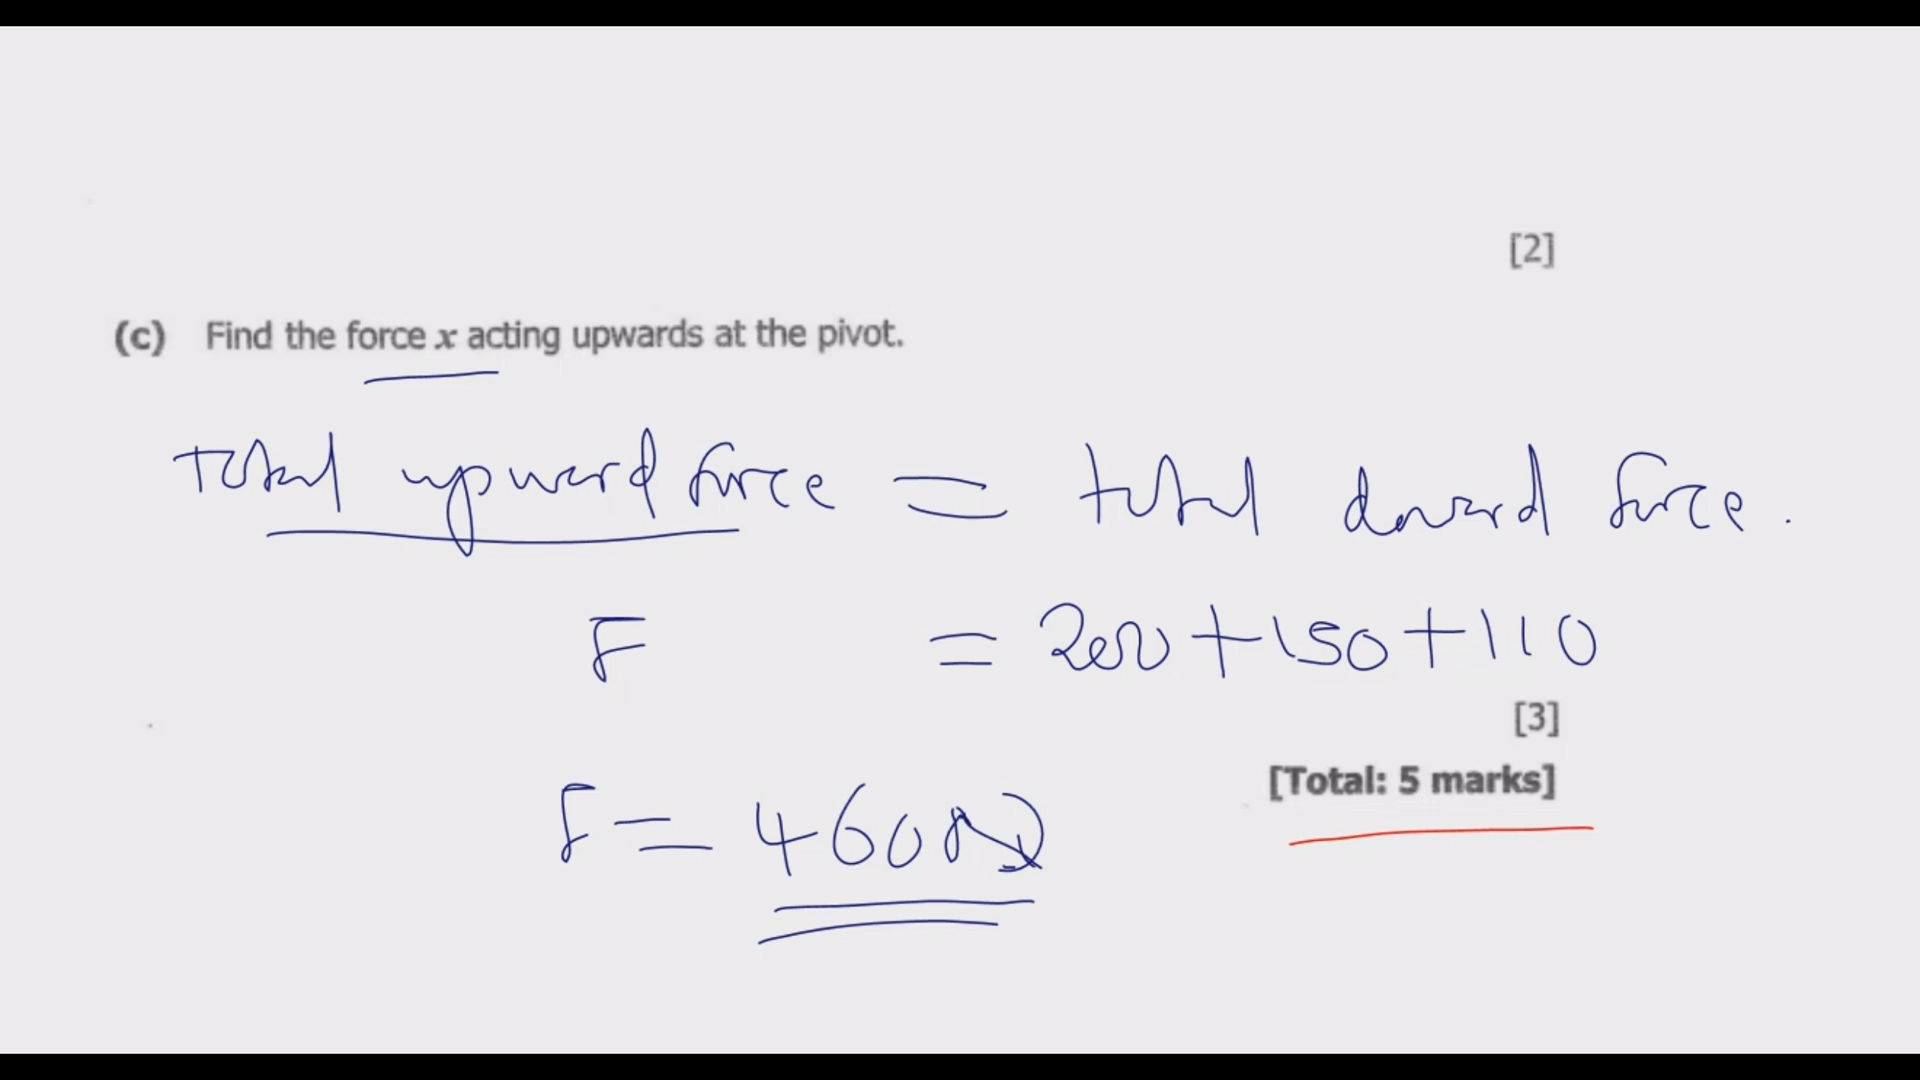 [2]
(c) Find the force x acting upwards at the pivot.
total upward force = total donward force.
F = 200+150+110
[3]
[Total: 5 marks]
F = 460N